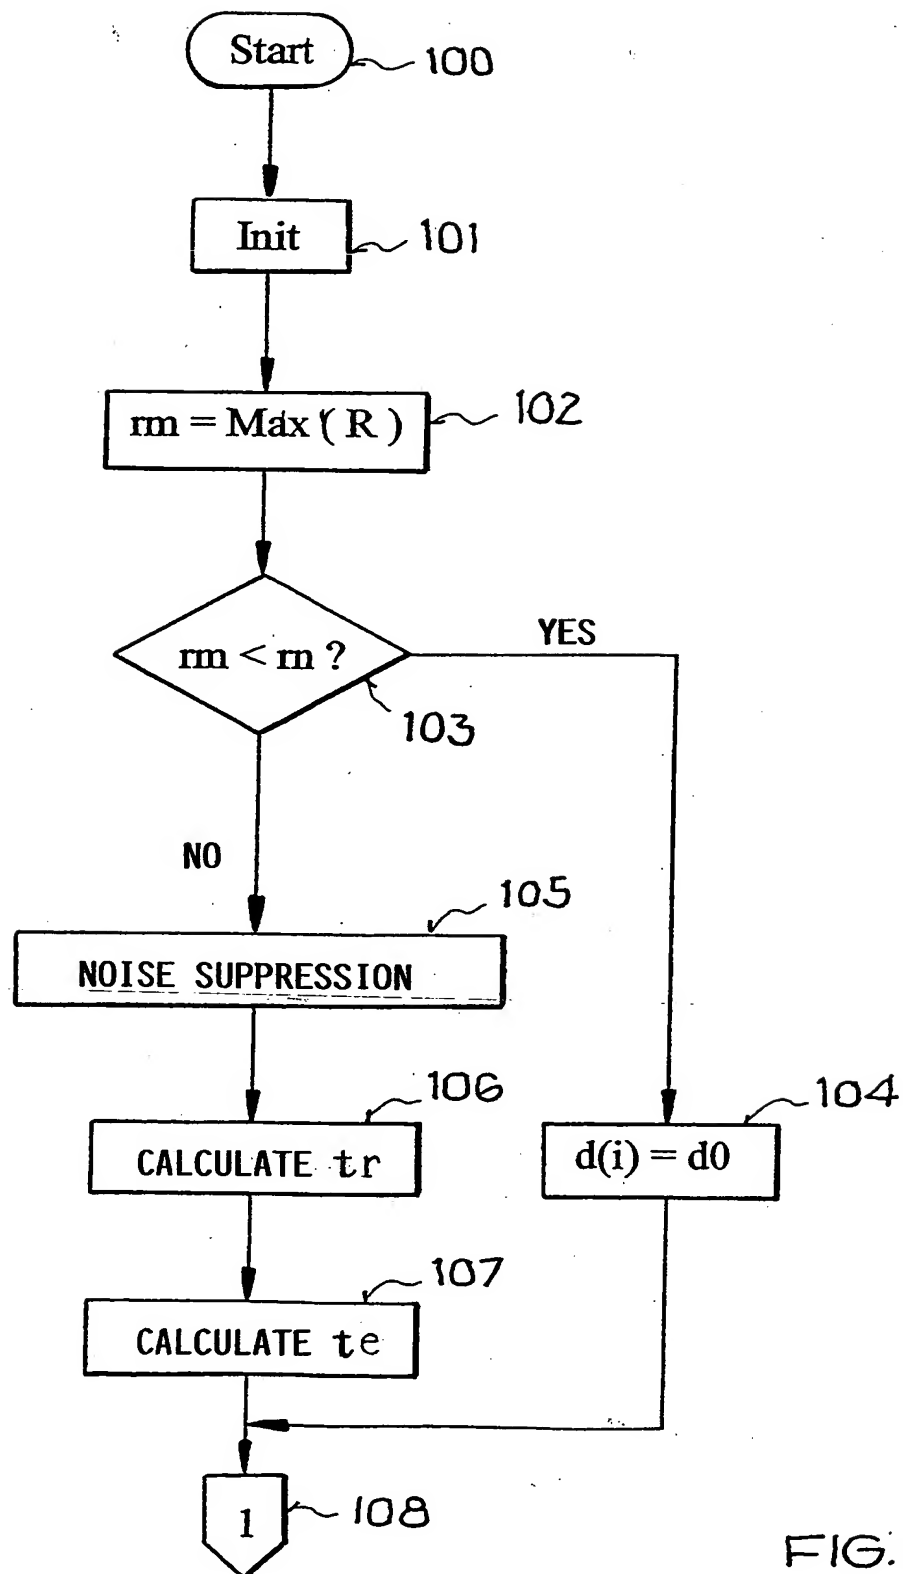 Start
100
Init
101
rm = Max ( R )
102
rm < rn ?
YES
103
NO
105
NOISE SUPPRESSION
106
CALCULATE tr
104
d(i) = d0
107
CALCULATE te
1
108
FIG.